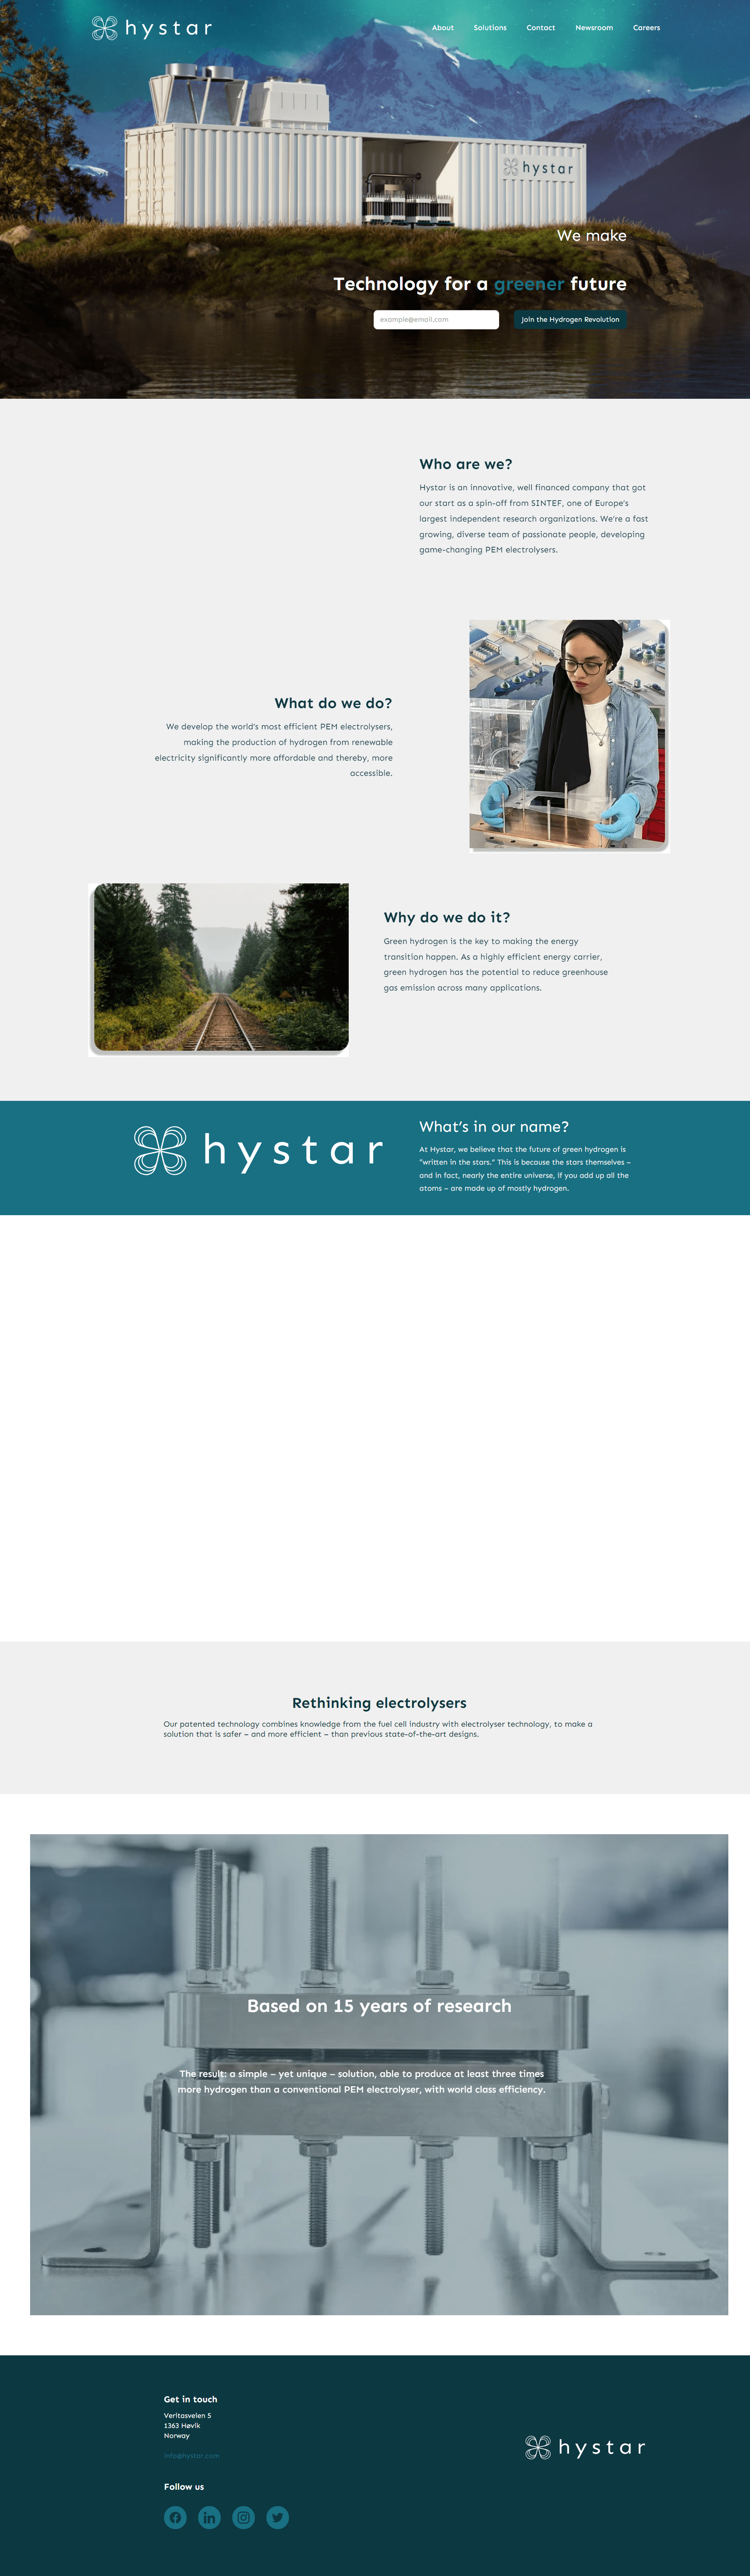 hystar
About Solutions Contact Newsroom Careers
hystar
We make
Technology for a greener future
example@email.com
Join the Hydrogen Revolution
Who are we?
Hystar is an innovative, well financed company that got
our start as a spin-off from SINTEF, one of Europe's
largest independent research organizations. We're a fast
growing, diverse team of passionate people, developing
game-changing PEM electrolysers.
What do we do?
We develop the world's most efficient PEM electrolysers,
making the production of hydrogen from renewable
electricity significantly more affordable and thereby, more
accessible.
Why do we do it?
Green hydrogen is the key to making the energy
transition happen. As a highly efficient energy carrier,
green hydrogen has the potential to reduce greenhouse
gas emission across many applications.
hystar
What's in our name?
At Hystar, we believe that the future of green hydrogen is
"written in the stars." This is because the stars themselves –
and in fact, nearly the entire universe, if you add up all the
atoms – are made up of mostly hydrogen.
Rethinking electrolysers
Our patented technology combines knowledge from the fuel cell industry with electrolyser technology, to make a
solution that is safer – and more efficient – than previous state-of-the-art designs.
Based on 15 years of research
The result: a simple – yet unique – solution, able to produce at least three times
more hydrogen than a conventional PEM electrolyser, with world class efficiency.
Get in touch
Veritasveien 5
1363 Høvik
Norway
info@hystar.com
hystar
Follow us